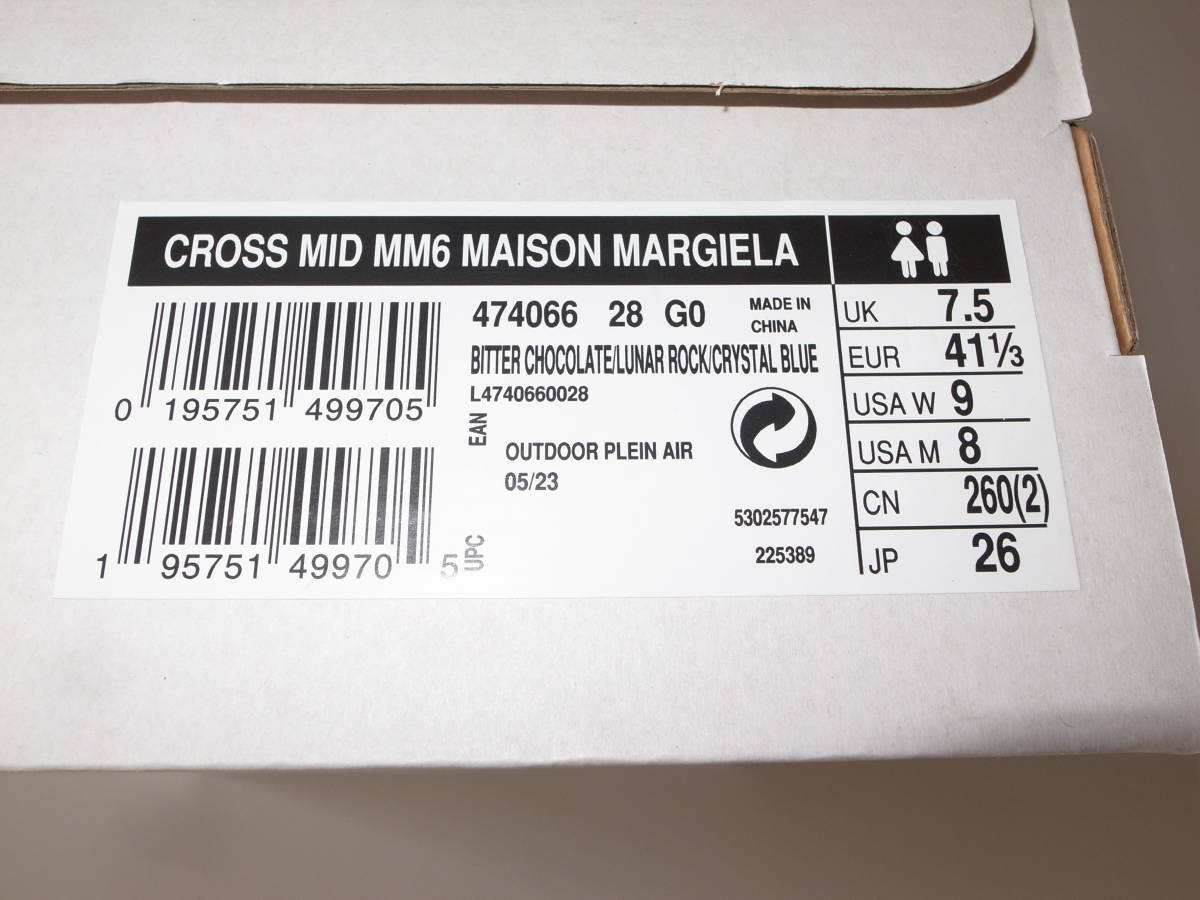 CROSS MID MM6 MAISON MARGIELA
0 195751 499705
EAN
1 95751 49970 5
UPC
474066 28 G0
MADE IN
CHINA
BITTER CHOCOLATE/LUNAR ROCK/CRYSTAL BLUE
L4740660028
OUTDOOR PLEIN AIR
05/23
5302577547
225389
UK 7.5
EUR 41⅓
USA W 9
USA M 8
CN 260(2)
JP 26